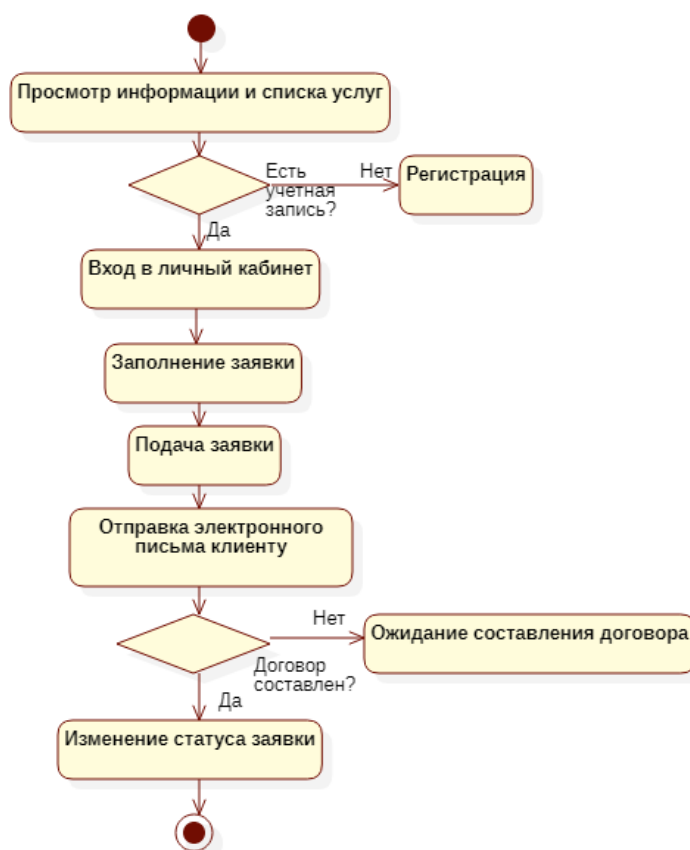 Просмотр информации и списка услуг
Есть
учетная
запись?
Нет
Регистрация
Да
Вход в личный кабинет
Заполнение заявки
Подача заявки
Отправка электронного
письма клиенту
Нет
Ожидание составления договора
Договор
составлен?
Да
Изменение статуса заявки